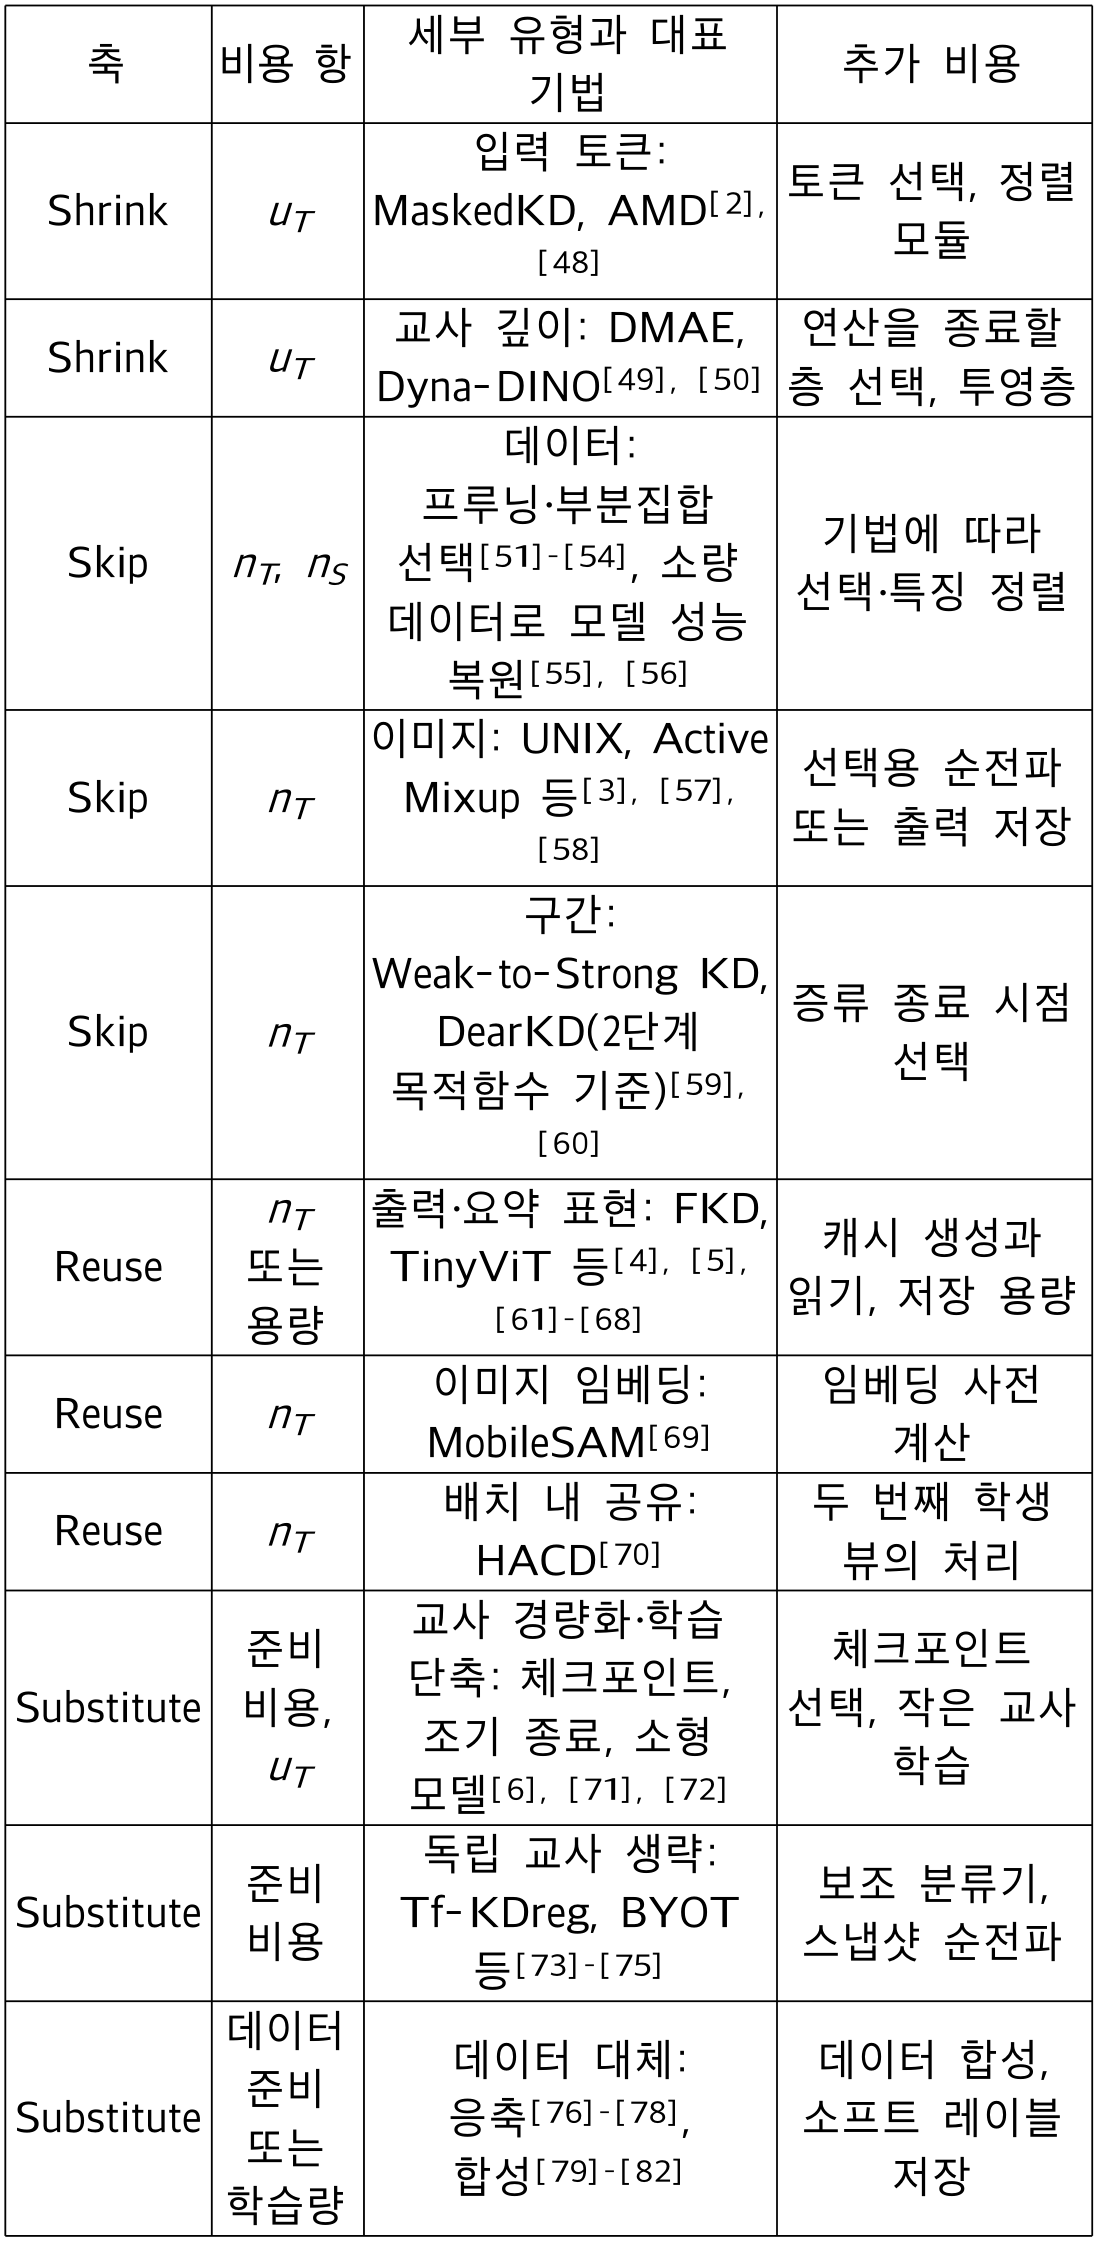 축
비용 항
세부 유형과 대표
기법
추가 비용
Shrink
u_T
입력 토큰:
MaskedKD, AMD[2],
[48]
토큰 선택, 정렬
모듈
Shrink
u_T
교사 깊이: DMAE,
Dyna-DINO[49], [50]
연산을 종료할
층 선택, 투영층
Skip
n_T, n_S
데이터:
프루닝·부분집합
선택[51]-[54], 소량
데이터로 모델 성능
복원[55], [56]
기법에 따라
선택·특징 정렬
Skip
n_T
이미지: UNIX, Active
Mixup 등[3], [57],
[58]
선택용 순전파
또는 출력 저장
Skip
n_T
구간:
Weak-to-Strong KD,
DearKD(2단계
목적함수 기준)[59],
[60]
증류 종료 시점
선택
Reuse
n_T
또는
용량
출력·요약 표현: FKD,
TinyViT 등[4], [5],
[61]-[68]
캐시 생성과
읽기, 저장 용량
Reuse
n_T
이미지 임베딩:
MobileSAM[69]
임베딩 사전
계산
Reuse
n_T
배치 내 공유:
HACD[70]
두 번째 학생
뷰의 처리
Substitute
준비
비용,
u_T
교사 경량화·학습
단축: 체크포인트,
조기 종료, 소형
모델[6], [71], [72]
체크포인트
선택, 작은 교사
학습
Substitute
준비
비용
독립 교사 생략:
Tf-KDreg, BYOT
등[73]-[75]
보조 분류기,
스냅샷 순전파
Substitute
데이터
준비
또는
학습량
데이터 대체:
응축[76]-[78],
합성[79]-[82]
데이터 합성,
소프트 레이블
저장